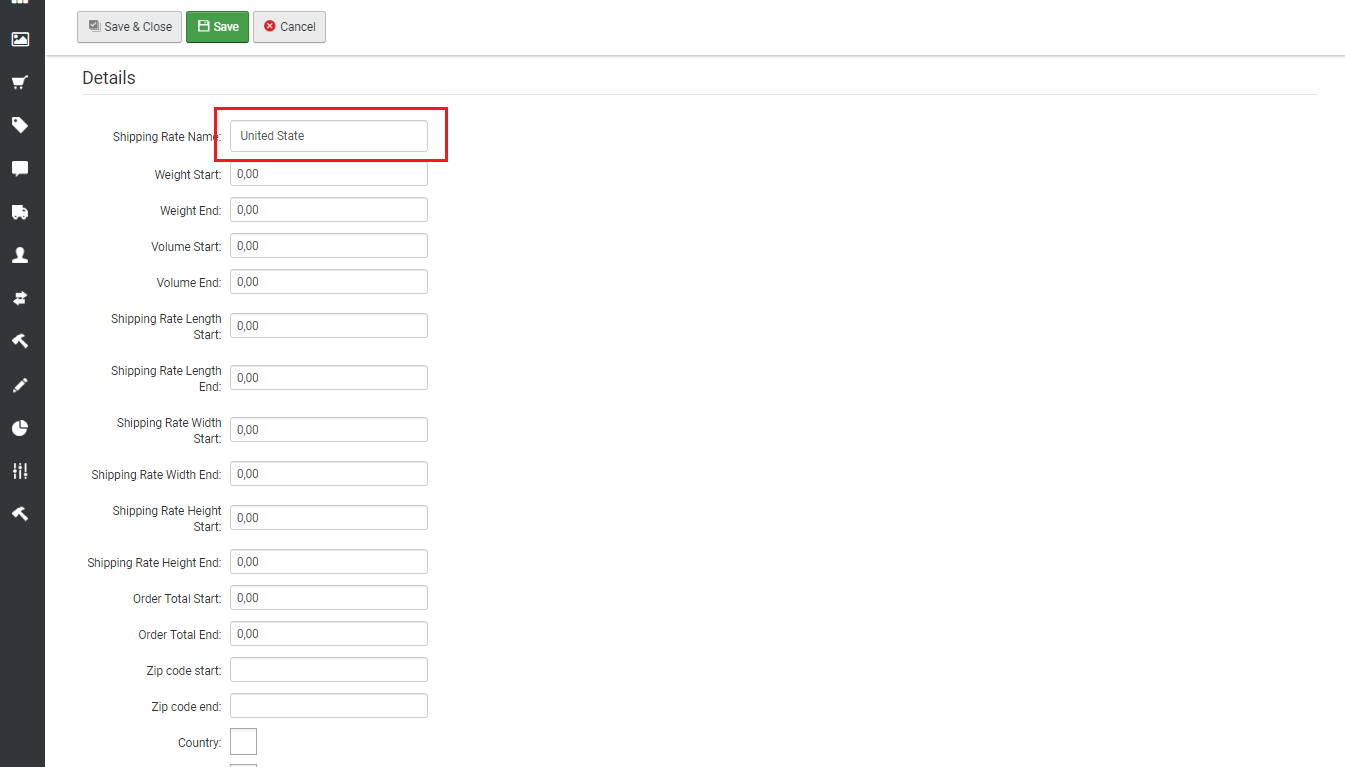 Save & Close Save Cancel
Details
Shipping Rate Name: United State
Weight Start: 0,00
Weight End: 0,00
Volume Start: 0,00
Volume End: 0,00
Shipping Rate Length
Start: 0,00
Shipping Rate Length
End: 0,00
Shipping Rate Width
Start: 0,00
Shipping Rate Width End: 0,00
Shipping Rate Height
Start: 0,00
Shipping Rate Height End: 0,00
Order Total Start: 0,00
Order Total End: 0,00
Zip code start:
Zip code end:
Country: